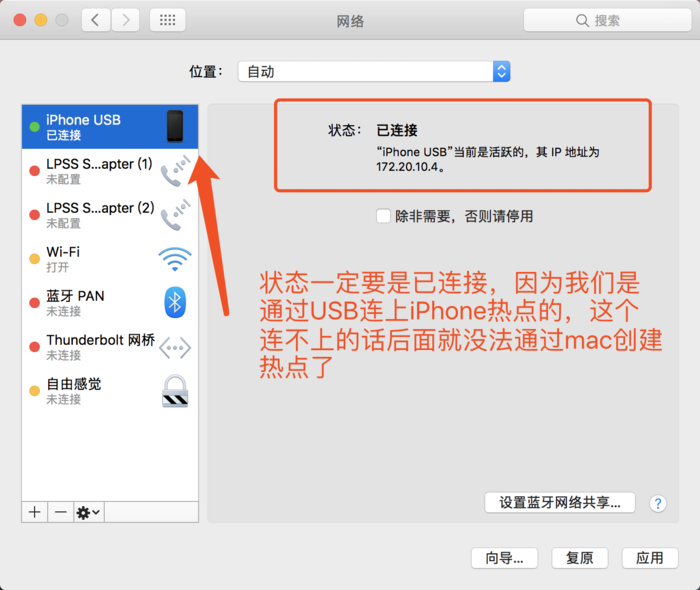 网络
搜索
位置：
自动
iPhone USB
已连接
LPSS S...apter (1)
未配置
LPSS S...apter (2)
未配置
Wi-Fi
打开
蓝牙 PAN
未连接
Thunderbolt 网桥
未连接
自由感觉
未连接
状态：
已连接
“iPhone USB”当前是活跃的，其 IP 地址为
172.20.10.4。
除非需要，否则请停用
状态一定要是已连接，因为我们是
通过USB连上iPhone热点的，这个
连不上的话后面就没法通过mac创建
热点了
设置蓝牙网络共享...
?
向导...
复原
应用